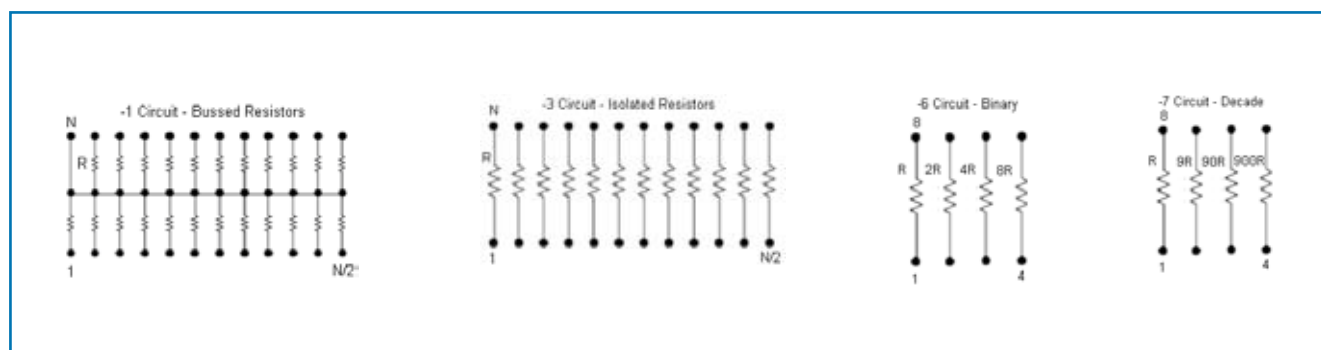 -1 Circuit - Bussed Resistors
N
R
1
N/2"
-3 Circuit - Isolated Resistors
N
R
1
N/2
-6 Circuit - Binary
8
R 2R 4R 8R
1 4
-7 Circuit - Decade
8
R 9R 90R 900R
1 4